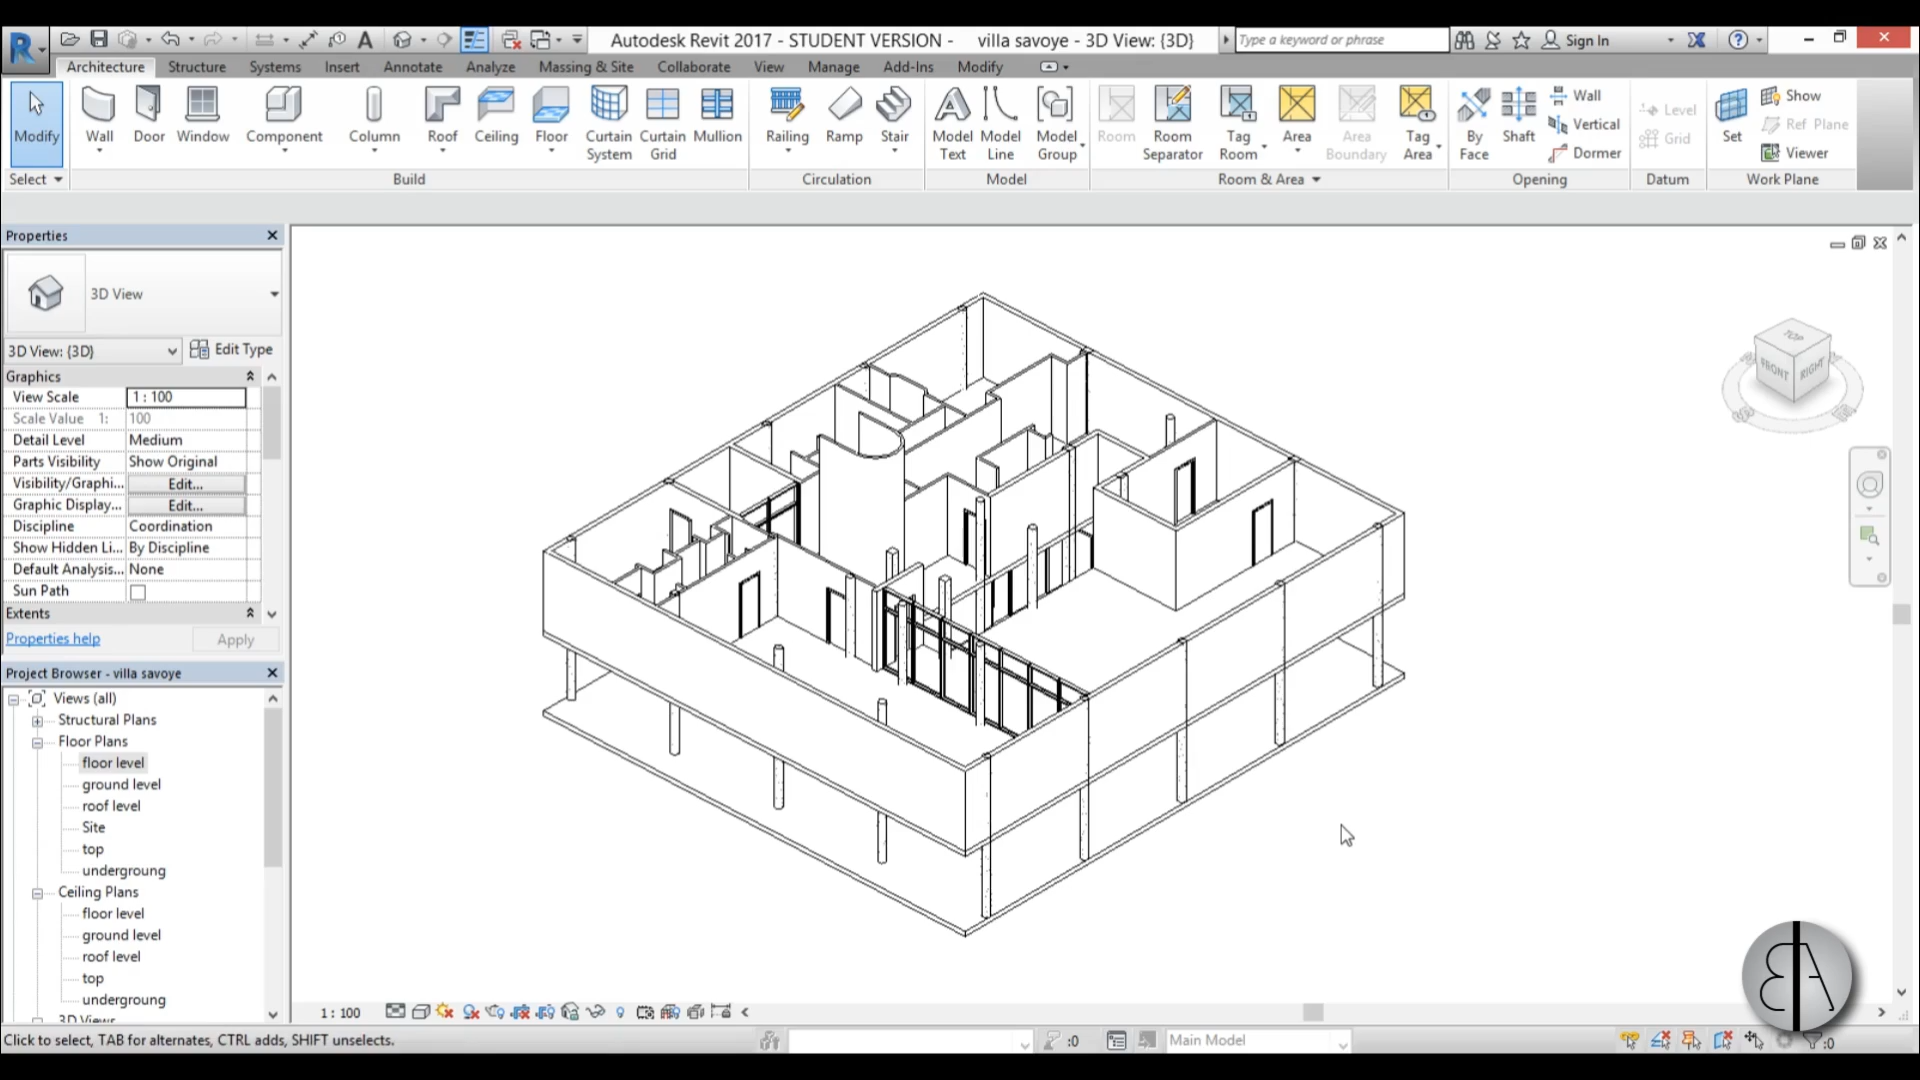 Autodesk Revit 2017 - STUDENT VERSION -    villa savoye - 3D View: {3D}
Type a keyword or phrase
Sign In
Architecture Structure Systems Insert Annotate Analyze Massing & Site Collaborate View Manage Add-Ins Modify
Modify
Wall
Door
Window
Component
Column
Roof
Ceiling
Floor
Curtain System
Curtain Grid
Mullion
Railing
Ramp
Stair
Model Text
Model Line
Model Group
Room
Room Separator
Tag Room
Area
Area Boundary
Tag Area
By Face
Shaft
Wall
Vertical
Dormer
Level
Grid
Set
Show
Ref Plane
Viewer
Select
Build
Circulation
Model
Room & Area
Opening
Datum
Work Plane
Properties
3D View
3D View: {3D}
Edit Type
Graphics
View Scale 1 : 100
Scale Value 1: 100
Detail Level Medium
Parts Visibility Show Original
Visibility/Graphi... Edit...
Graphic Display... Edit...
Discipline Coordination
Show Hidden Li... By Discipline
Default Analysis... None
Sun Path
Extents
Properties help
Apply
Project Browser - villa savoye
Views (all)
Structural Plans
Floor Plans
floor level
ground level
roof level
Site
top
undergroung
Ceiling Plans
floor level
ground level
roof level
top
undergroung
3D Views
TOP
FRONT
RIGHT
1 : 100
Click to select, TAB for alternates, CTRL adds, SHIFT unselects.
:0
Main Model
:0